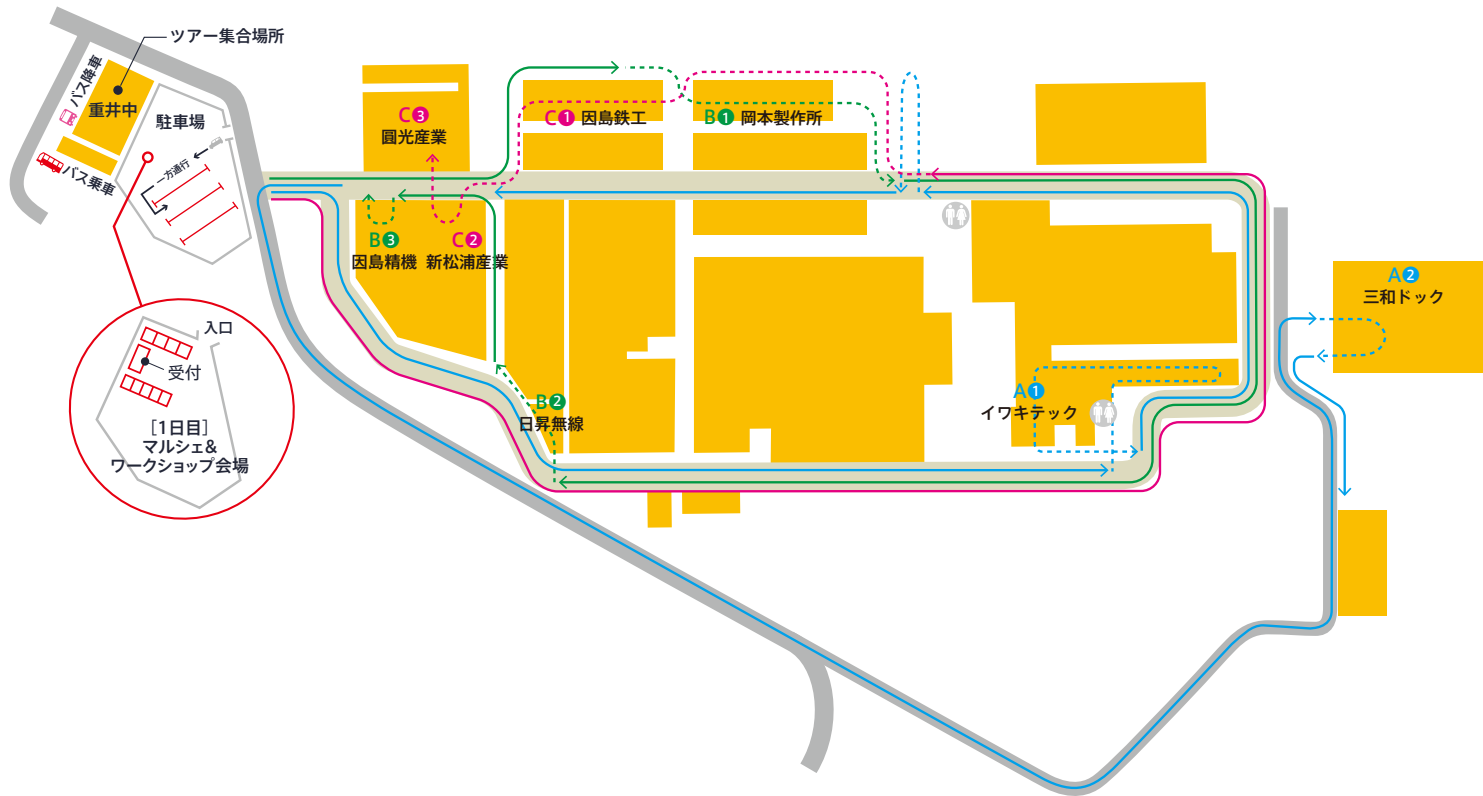 ツアー集合場所
バス降車
重井中
駐車場
バス乗車
一方通行
C❸
圓光産業
C❶ 因島鉄工
B❶ 岡本製作所
B❸
因島精機
C❷
新松浦産業
A❷
三和ドック
B❷
日昇無線
A❶
イワキテック
入口
受付
［1日目］
マルシェ&
ワークショップ会場